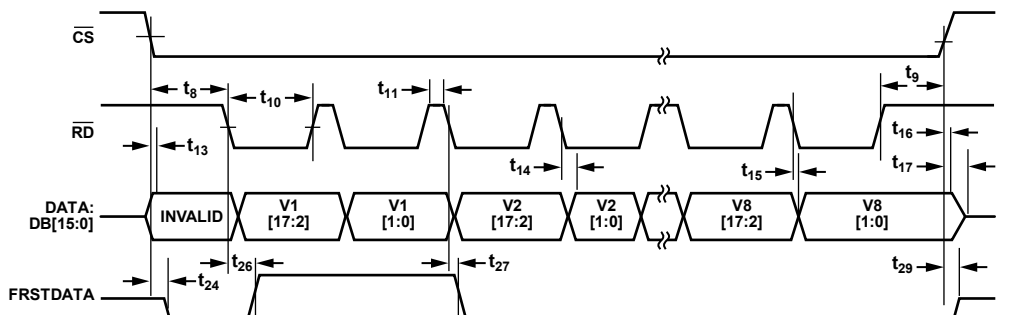 CS
t8
t10
t11
t9
RD
t13
t14
t15
t16
t17
DATA:
DB[15:0]
INVALID
V1
[17:2]
V1
[1:0]
V2
[17:2]
V2
[1:0]
V8
[17:2]
V8
[1:0]
t24
t26
t27
t29
FRSTDATA